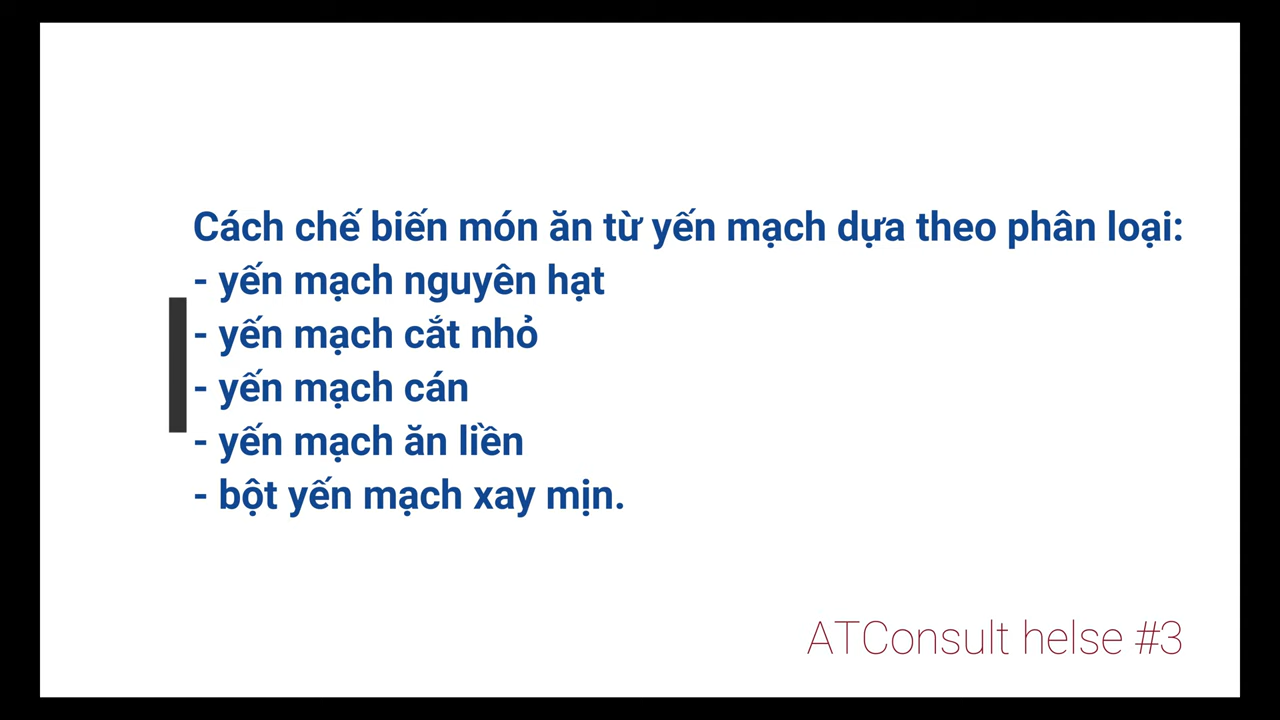 Cách chế biến món ăn từ yến mạch dựa theo phân loại:
- yến mạch nguyên hạt
- yến mạch cắt nhỏ
- yến mạch cán
- yến mạch ăn liền
- bột yến mạch xay mịn.
ATConsult helse #3